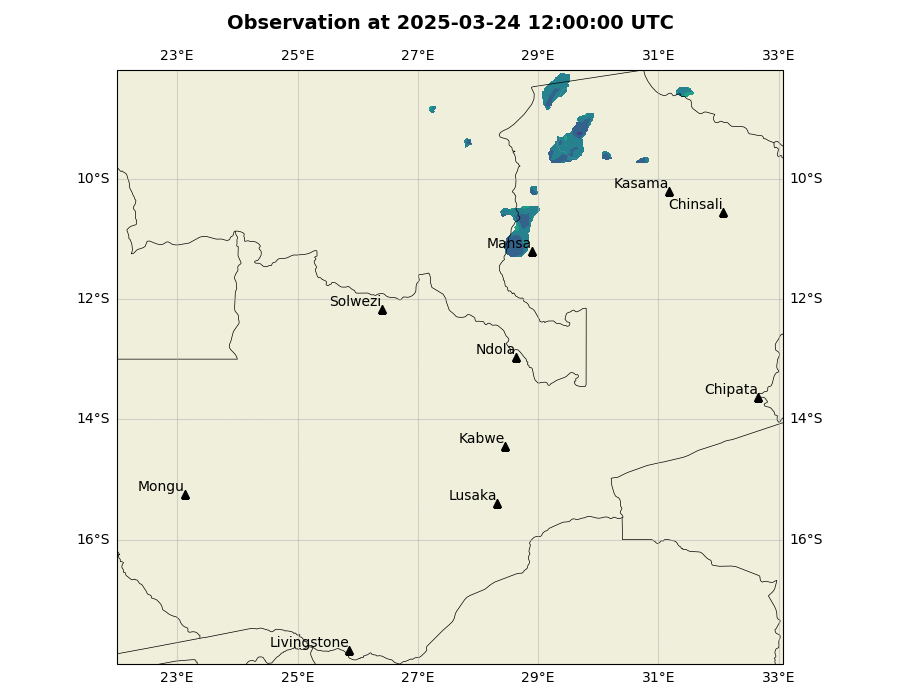 Observation at 2025-03-24 12:00:00 UTC
23°E 25°E 27°E 29°E 31°E 33°E
10°S 10°S
Kasama
Chinsali
Mansa
12°S 12°S
Solwezi
Ndola
Chipata
14°S 14°S
Kabwe
Mongu
Lusaka
16°S 16°S
Livingstone
23°E 25°E 27°E 29°E 31°E 33°E